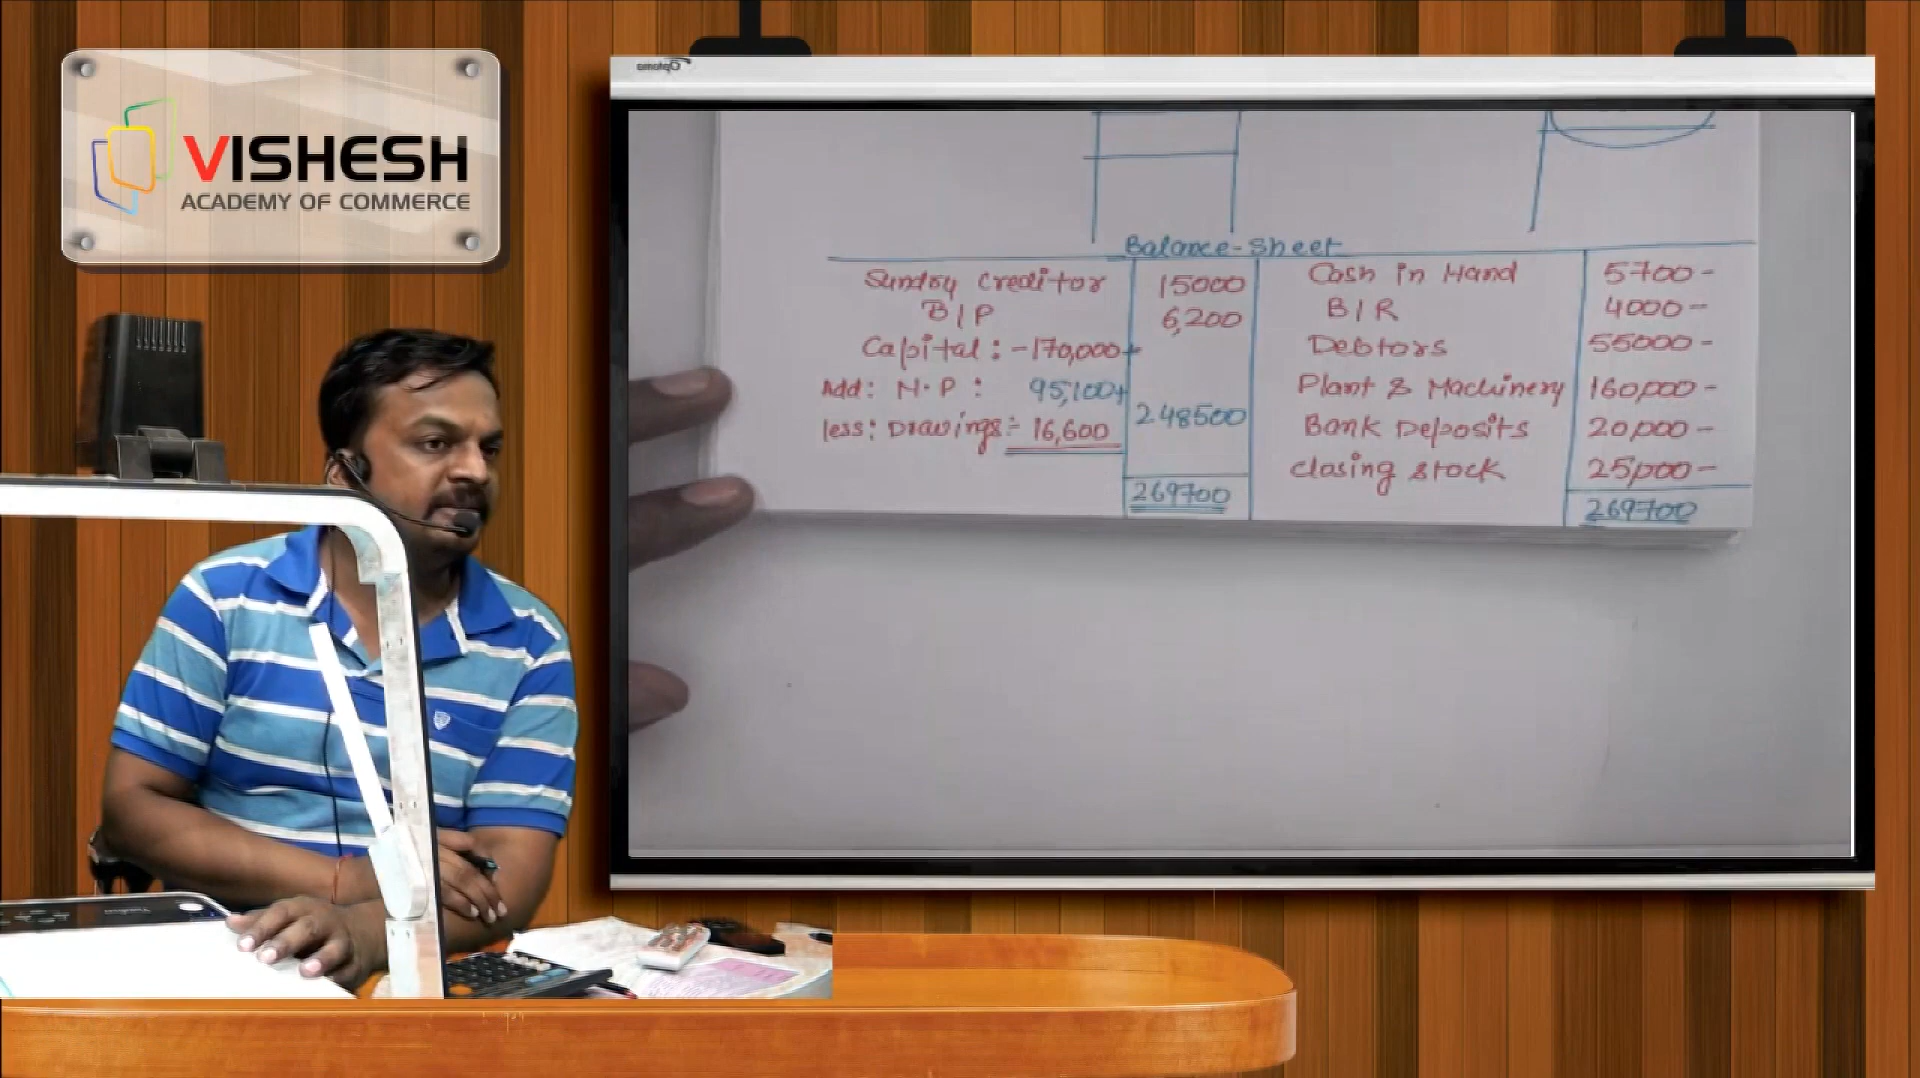 VISHESH
ACADEMY OF COMMERCE
Optoma
Balance-Sheet
Sundry Creditor 15000 Cash in Hand 5700-
B/P 6,200 B/R 4000-
Capital:- 170,000+ Debtors 55000-
Add: N.P: 95,100+ Plant & Machinery 160,000-
248500
less: Drawings:- 16,600 Bank Deposits 20,000-
Closing Stock 25,000-
269700 269700